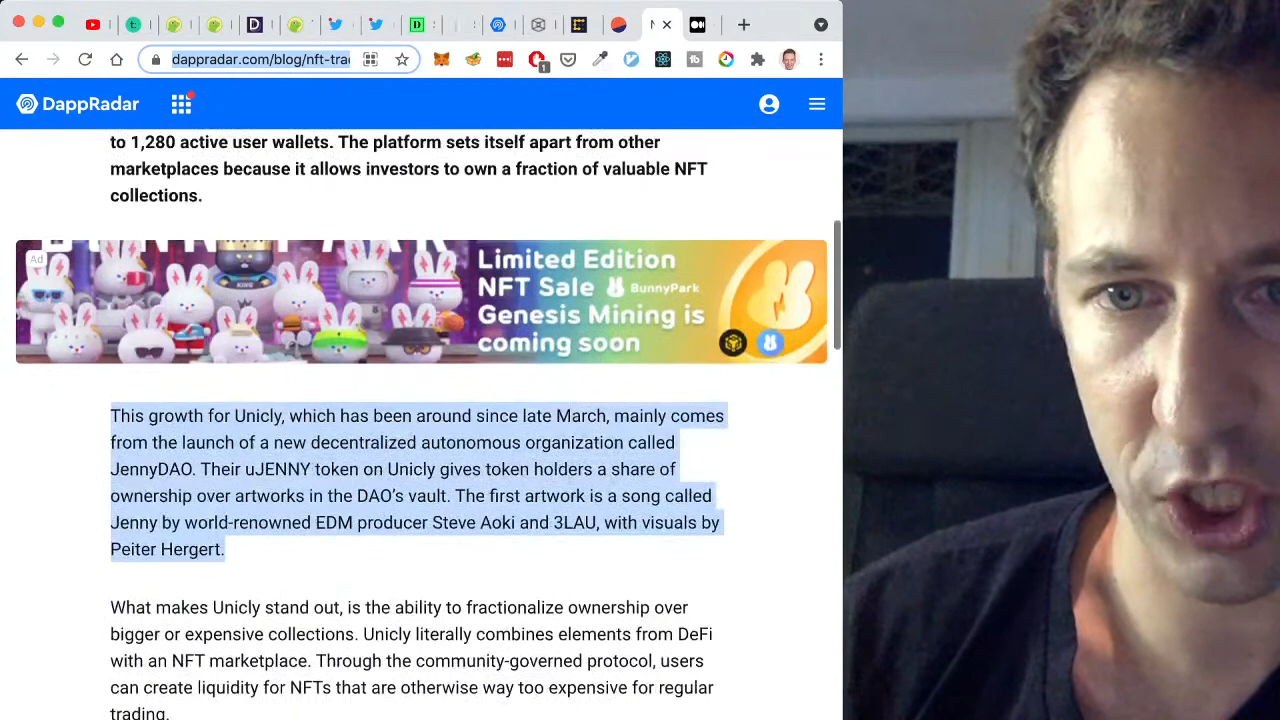 dappradar.com/blog/nft-tra
1
DappRadar
to 1,280 active user wallets. The platform sets itself apart from other
marketplaces because it allows investors to own a fraction of valuable NFT
collections.
Ad
Limited Edition
NFT Sale BunnyPark
Genesis Mining is
coming soon
This growth for Unicly, which has been around since late March, mainly comes
from the launch of a new decentralized autonomous organization called
JennyDAO. Their uJENNY token on Unicly gives token holders a share of
ownership over artworks in the DAO’s vault. The first artwork is a song called
Jenny by world-renowned EDM producer Steve Aoki and 3LAU, with visuals by
Peiter Hergert.
What makes Unicly stand out, is the ability to fractionalize ownership over
bigger or expensive collections. Unicly literally combines elements from DeFi
with an NFT marketplace. Through the community-governed protocol, users
can create liquidity for NFTs that are otherwise way too expensive for regular
trading.